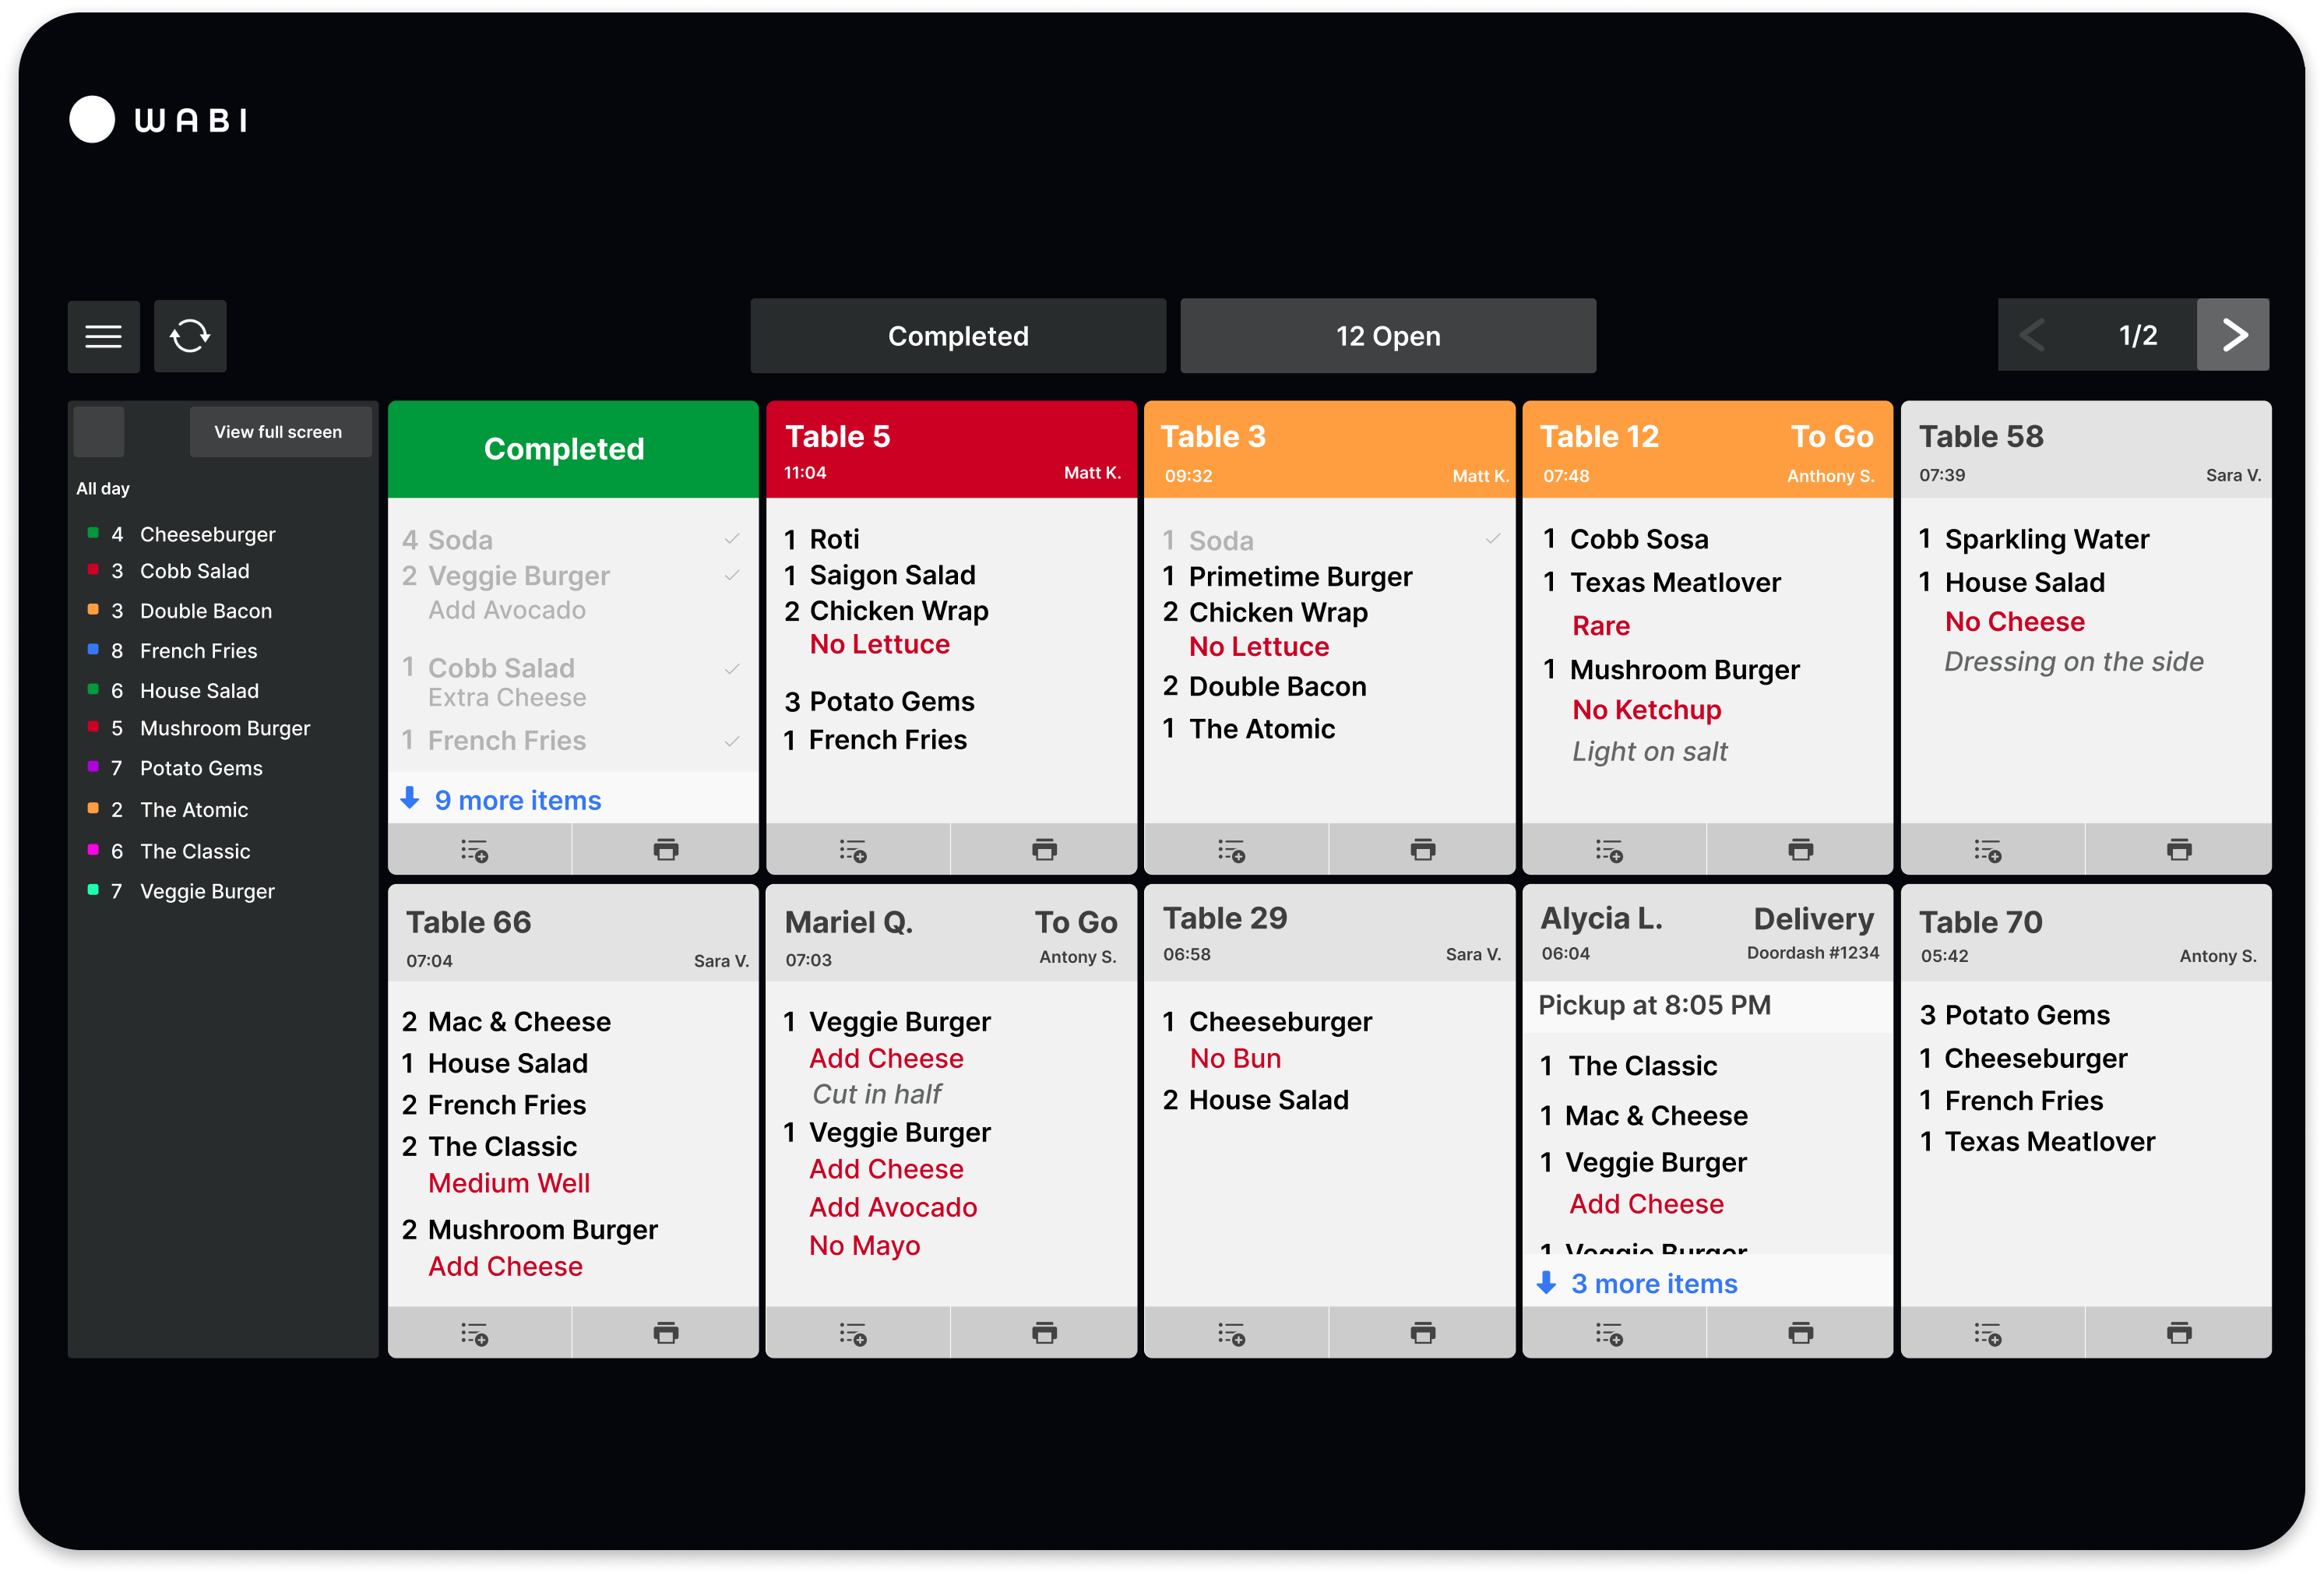 WABI
Completed
12 Open
1/2
View full screen
All day
4 Cheeseburger
3 Cobb Salad
3 Double Bacon
8 French Fries
6 House Salad
5 Mushroom Burger
7 Potato Gems
2 The Atomic
6 The Classic
7 Veggie Burger
Completed
4 Soda
2 Veggie Burger
Add Avocado
1 Cobb Salad
Extra Cheese
1 French Fries
9 more items
Table 5
11:04 Matt K.
1 Roti
1 Saigon Salad
2 Chicken Wrap
No Lettuce
3 Potato Gems
1 French Fries
Table 3
09:32 Matt K.
1 Soda
1 Primetime Burger
2 Chicken Wrap
No Lettuce
2 Double Bacon
1 The Atomic
Table 12 To Go
07:48 Anthony S.
1 Cobb Sosa
1 Texas Meatlover
Rare
1 Mushroom Burger
No Ketchup
Light on salt
Table 58
07:39 Sara V.
1 Sparkling Water
1 House Salad
No Cheese
Dressing on the side
Table 66
07:04 Sara V.
2 Mac & Cheese
1 House Salad
2 French Fries
2 The Classic
Medium Well
2 Mushroom Burger
Add Cheese
Mariel Q. To Go
07:03 Antony S.
1 Veggie Burger
Add Cheese
Cut in half
1 Veggie Burger
Add Cheese
Add Avocado
No Mayo
Table 29
06:58 Sara V.
1 Cheeseburger
No Bun
2 House Salad
Alycia L. Delivery
06:04 Doordash #1234
Pickup at 8:05 PM
1 The Classic
1 Mac & Cheese
1 Veggie Burger
Add Cheese
1 Veggie Burger
3 more items
Table 70
05:42 Antony S.
3 Potato Gems
1 Cheeseburger
1 French Fries
1 Texas Meatlover